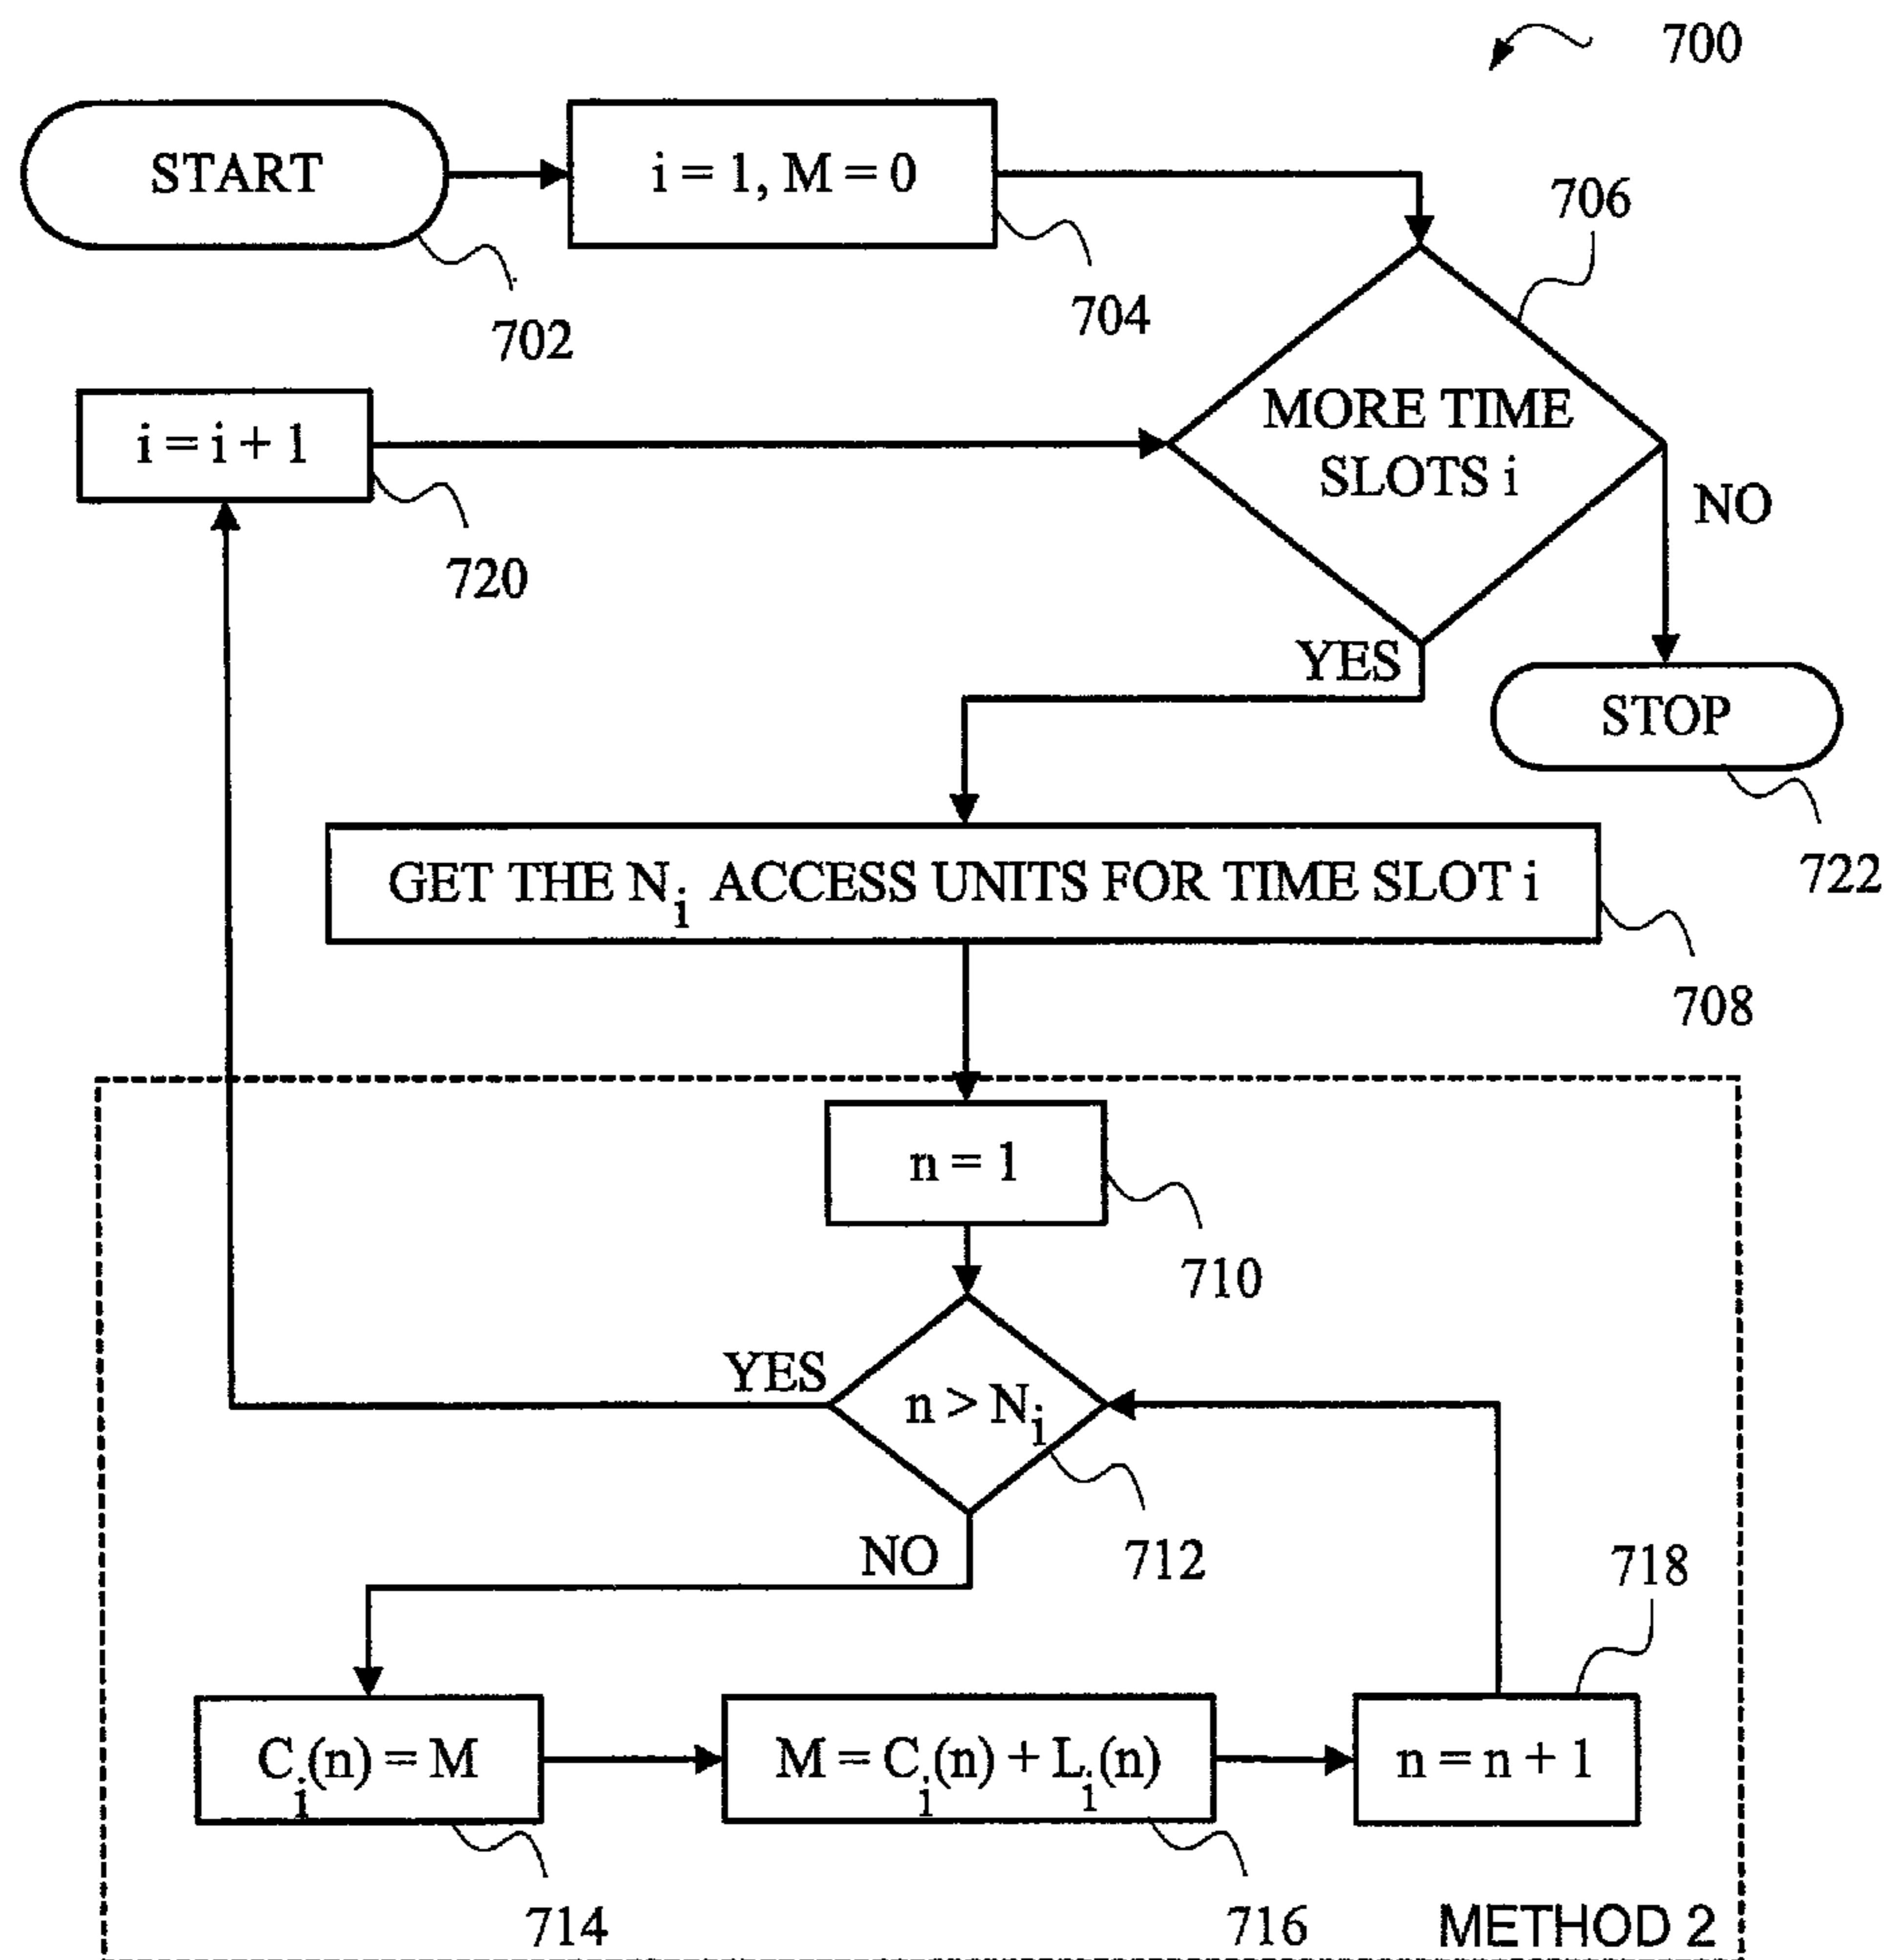 700
START
i = 1, M = 0
706
702
704
i = i + 1
MORE TIME
SLOTS i
NO
720
YES
STOP
722
GET THE Nᵢ ACCESS UNITS FOR TIME SLOT i
708
n = 1
710
YES
n > Nᵢ
NO
712
718
Cᵢ(n) = M
M = Cᵢ(n) + Lᵢ(n)
n = n + 1
714
716
METHOD 2